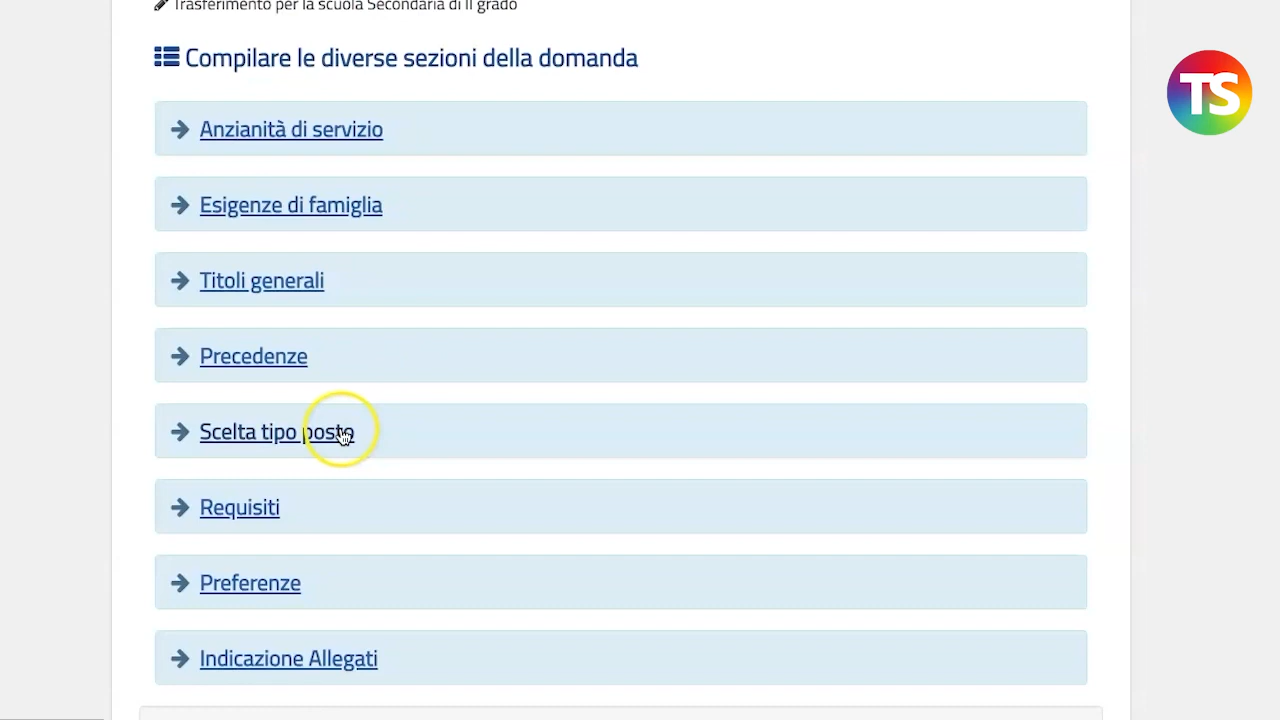 Trasferimento per la scuola Secondaria di II grado
Compilare le diverse sezioni della domanda
TS
Anzianità di servizio
Esigenze di famiglia
Titoli generali
Precedenze
Scelta tipo posto
Requisiti
Preferenze
Indicazione Allegati